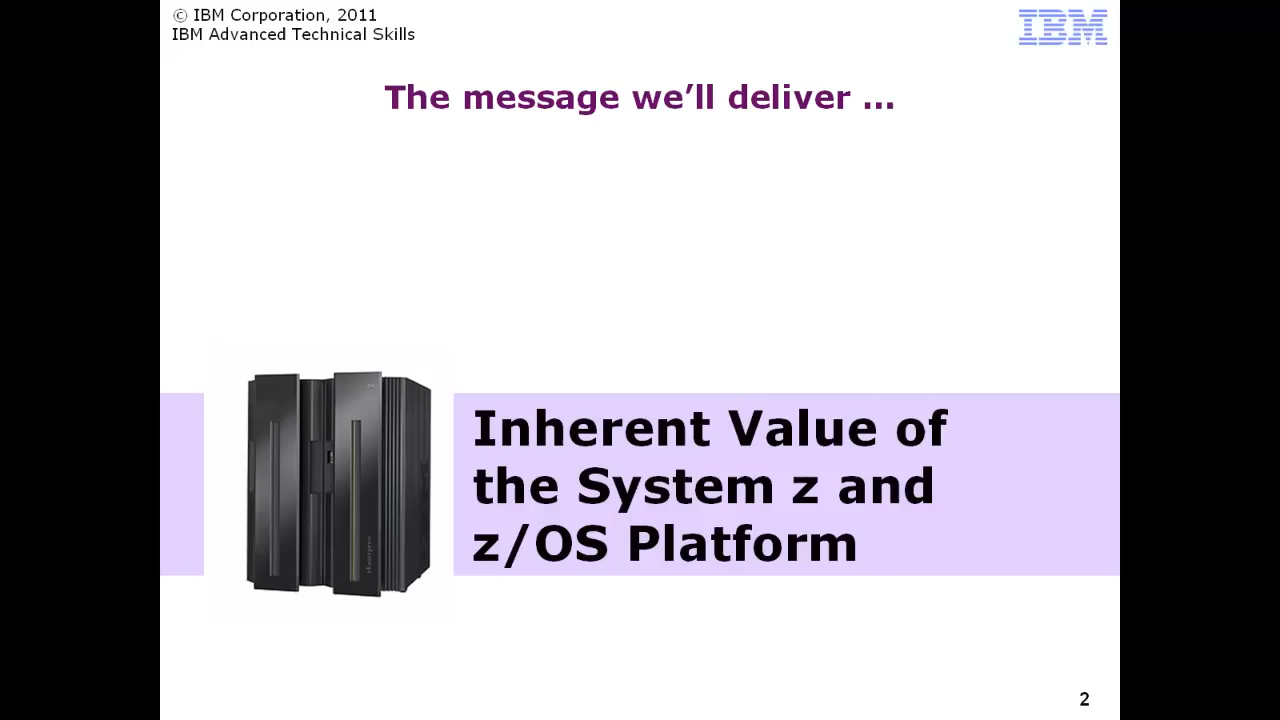 © IBM Corporation, 2011
IBM Advanced Technical Skills
IBM
The message we’ll deliver …
Inherent Value of
the System z and
z/OS Platform
2